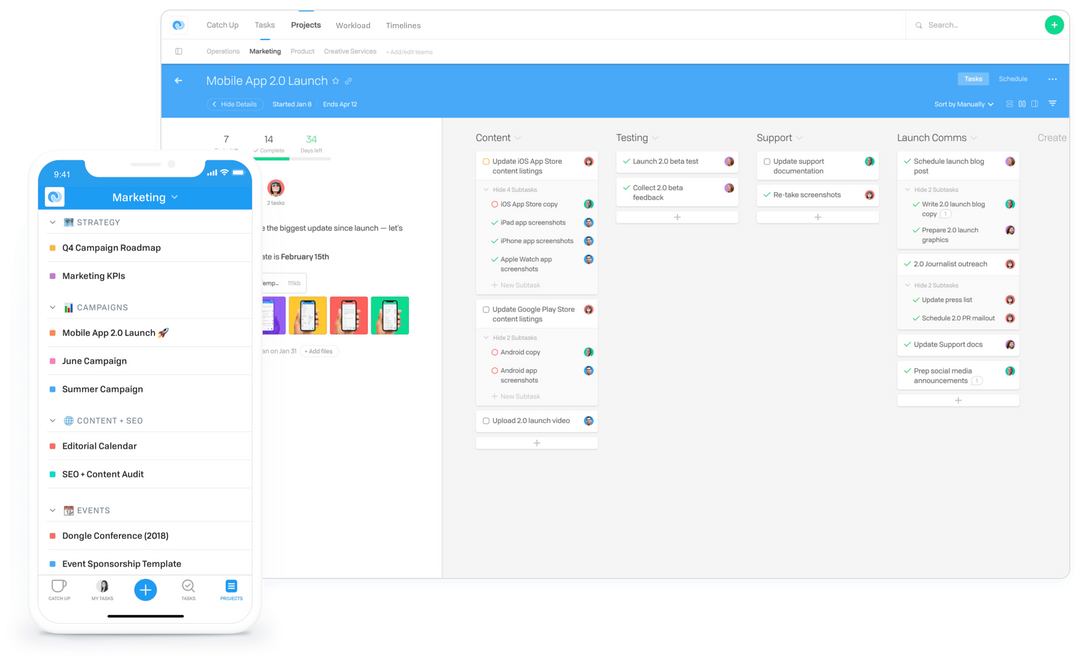 Catch Up Tasks Projects Workload Timelines Search...
Operations Marketing Product Creative Services + Add/edit teams
Mobile App 2.0 Launch Tasks Schedule
Hide Details Started Jan 8 Ends Apr 12 Sort by Manually
7 14 34
Complete Days left
2 tasks
e the biggest update since launch — let's
ate is February 15th
emp.. 111kb
an on Jan 31 + Add files
Content
Update iOS App Store
content listings
Hide 4 Subtasks
iOS App Store copy
iPad app screenshots
iPhone app screenshots
Apple Watch app
screenshots
New Subtask
Update Google Play Store
content listings
Hide 2 Subtasks
Android copy
Android app
screenshots
New Subtask
Upload 2.0 launch video
Testing
Launch 2.0 beta test
Collect 2.0 beta
feedback
Support
Update support
documentation
Re-take screenshots
Launch Comms
Schedule launch blog
post
Hide 2 Subtasks
Write 2.0 launch blog
copy 1
Prepare 2.0 launch
graphics
2.0 Journalist outreach
Hide 2 Subtasks
Update press list
Schedule 2.0 PR mailout
Update Support docs
Prep social media
announcements 1
Create
9:41
Marketing
STRATEGY
Q4 Campaign Roadmap
Marketing KPIs
CAMPAIGNS
Mobile App 2.0 Launch 🚀
June Campaign
Summer Campaign
CONTENT + SEO
Editorial Calendar
SEO + Content Audit
EVENTS
Dongle Conference (2018)
Event Sponsorship Template
CATCH UP MY TASKS TASKS PROJECTS